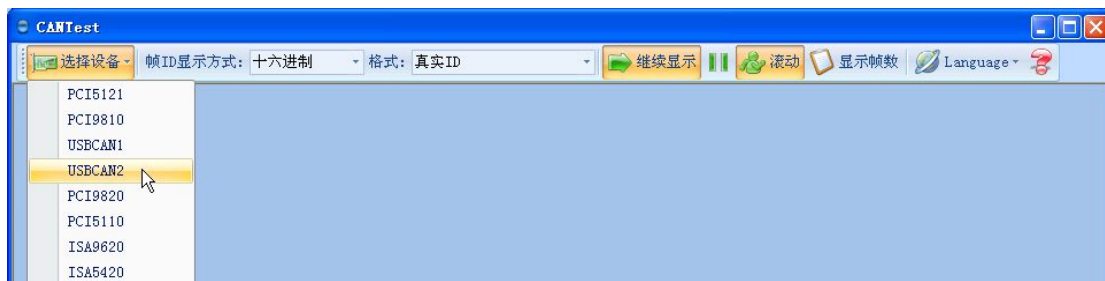 CANTest
选择设备 帧ID显示方式: 十六进制 格式: 真实ID 继续显示 滚动 显示帧数 Language
PCI5121
PCI9810
USBCAN1
USBCAN2
PCI9820
PCI5110
ISA9620
ISA5420